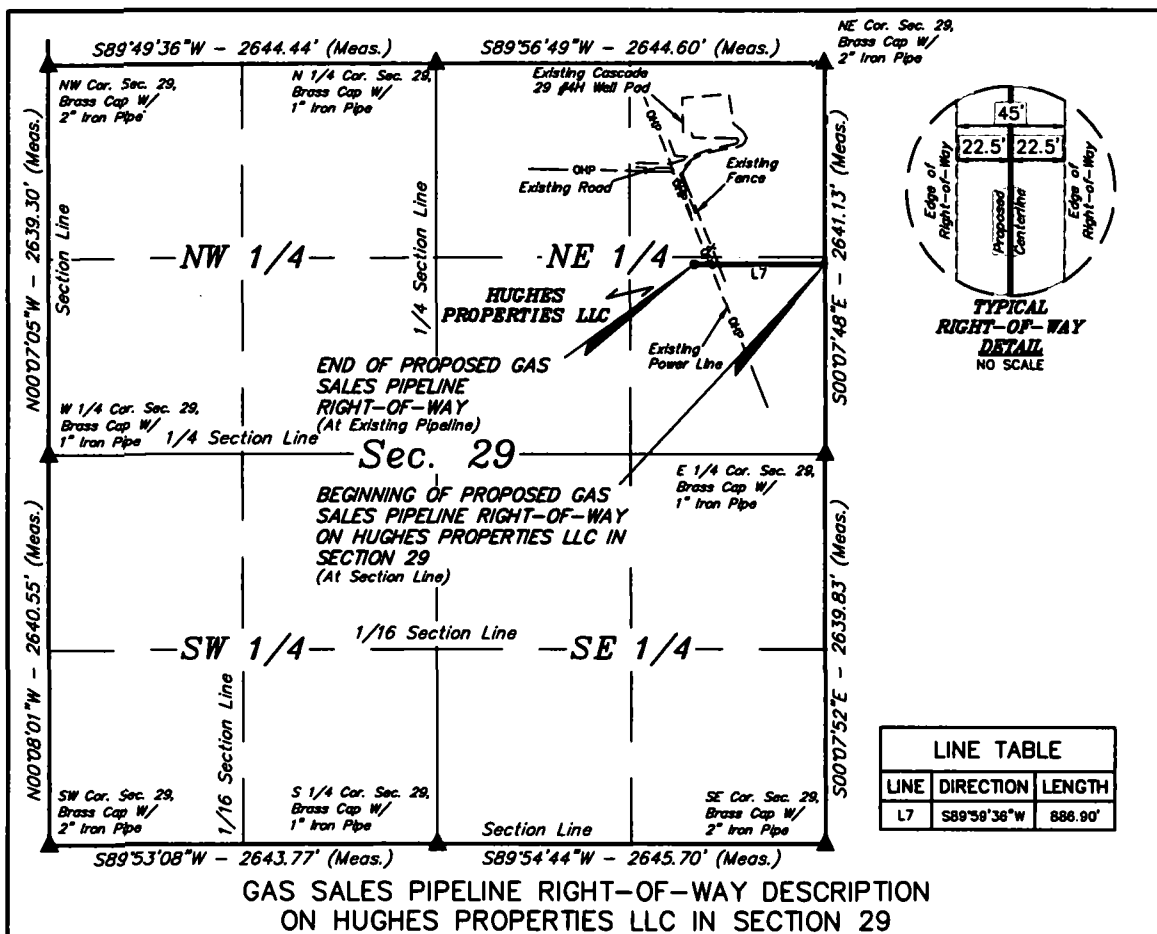 S89°49'36"W - 2644.44' (Meas.)
S89°56'49"W - 2644.60' (Meas.)
NE Cor. Sec. 29,
Brass Cap W/
2" Iron Pipe
NW Cor. Sec. 29,
Brass Cap W/
2" Iron Pipe
N 1/4 Cor. Sec. 29,
Brass Cap W/
1" Iron Pipe
Existing Cascade
29 #4H Well Pad
OHP
OHP
Existing Road
Existing
Fence
OHP
N00°07'05"W - 2639.30' (Meas.)
Section Line
1/4 Section Line
S00°07'48"E - 2641.13' (Meas.)
NW 1/4
NE 1/4
L7
HUGHES
PROPERTIES LLC
OHP
Existing
Power Line
45'
22.5'
22.5'
Edge of
Right-of-Way
Proposed
Centerline
Edge of
Right-of-Way
TYPICAL
RIGHT-OF-WAY
DETAIL
NO SCALE
END OF PROPOSED GAS
SALES PIPELINE
RIGHT-OF-WAY
(At Existing Pipeline)
W 1/4 Cor. Sec. 29,
Brass Cap W/
1" Iron Pipe
1/4 Section Line
Sec. 29
E 1/4 Cor. Sec. 29,
Brass Cap W/
1" Iron Pipe
BEGINNING OF PROPOSED GAS
SALES PIPELINE RIGHT-OF-WAY
ON HUGHES PROPERTIES LLC IN
SECTION 29
(At Section Line)
N00°08'01"W - 2640.55' (Meas.)
S00°07'52"E - 2639.83' (Meas.)
SW 1/4
1/16 Section Line
SE 1/4
1/16 Section Line
SW Cor. Sec. 29,
Brass Cap W/
2" Iron Pipe
S 1/4 Cor. Sec. 29,
Brass Cap W/
1" Iron Pipe
Section Line
SE Cor. Sec. 29,
Brass Cap W/
2" Iron Pipe
S89°53'08"W - 2643.77' (Meas.)
S89°54'44"W - 2645.70' (Meas.)
LINE TABLE
LINE DIRECTION LENGTH
L7 S89°59'36"W 886.90'
GAS SALES PIPELINE RIGHT-OF-WAY DESCRIPTION
ON HUGHES PROPERTIES LLC IN SECTION 29